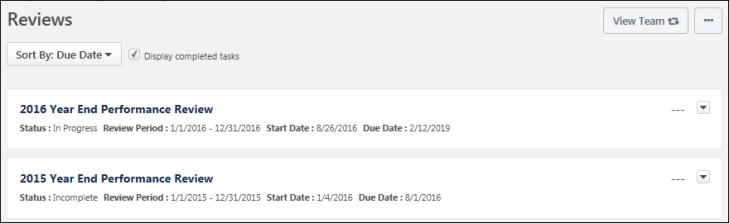 Reviews
View Team
...
Sort By: Due Date
Display completed tasks
2016 Year End Performance Review
---
Status : In Progress Review Period : 1/1/2016 - 12/31/2016 Start Date : 8/26/2016 Due Date : 2/12/2019
2015 Year End Performance Review
---
Status : Incomplete Review Period : 1/1/2015 - 12/31/2015 Start Date : 1/4/2016 Due Date : 8/1/2016